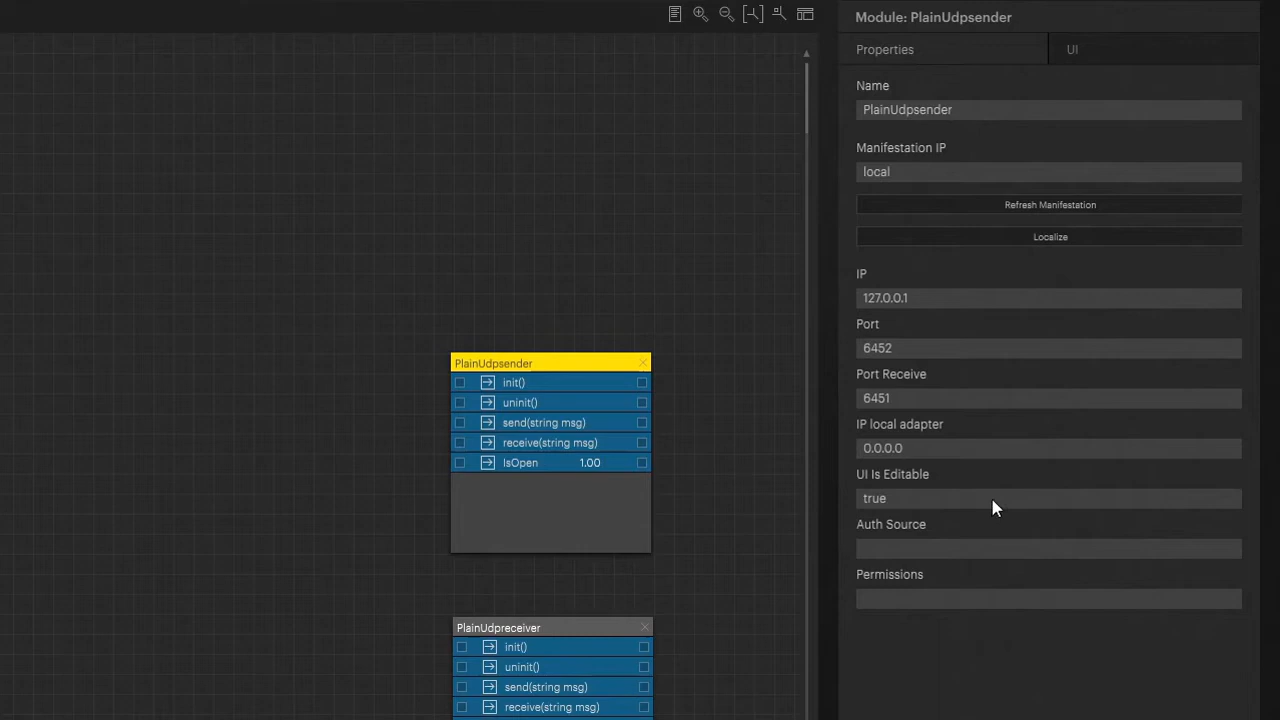 Module: PlainUdpsender
Properties
UI
Name
PlainUdpsender
Manifestation IP
local
Refresh Manifestation
Localize
IP
127.0.0.1
Port
6452
Port Receive
6451
IP local adapter
0.0.0.0
UI Is Editable
true
Auth Source
Permissions
PlainUdpsender
init()
uninit()
send(string msg)
receive(string msg)
IsOpen 1.00
PlainUdpreceiver
init()
uninit()
send(string msg)
receive(string msg)